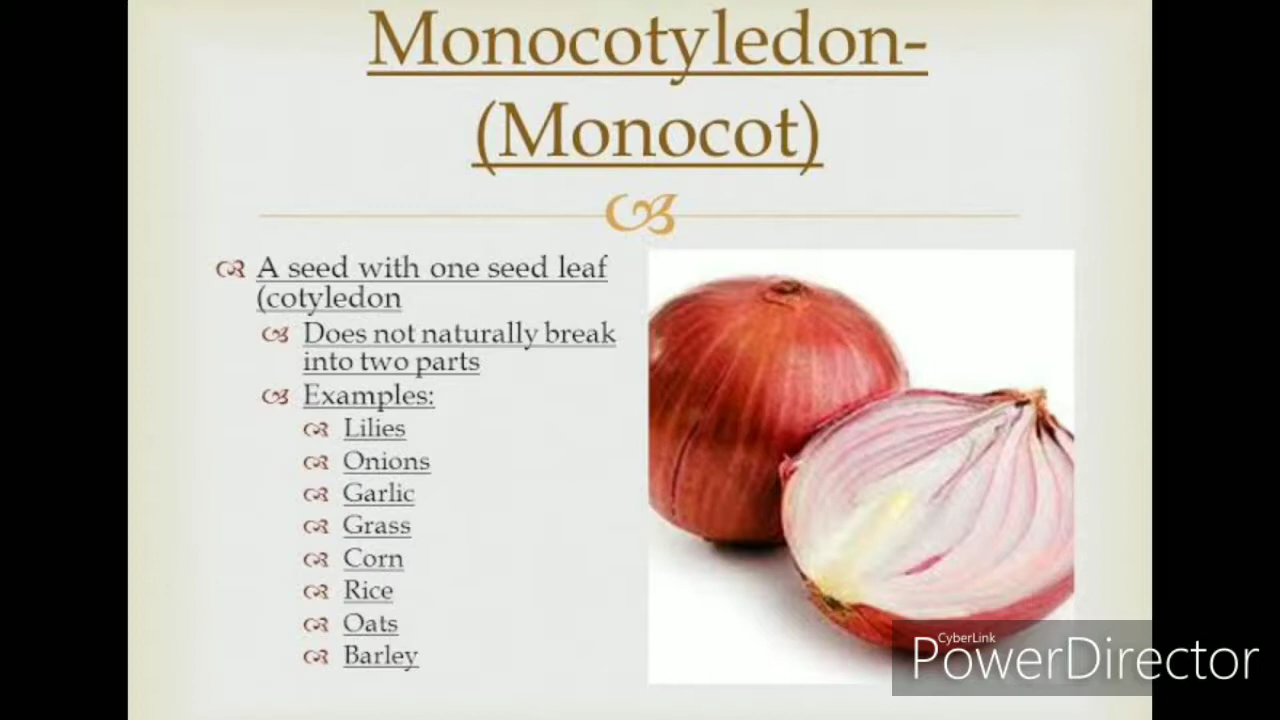 Monocotyledon-
(Monocot)
A seed with one seed leaf
(cotyledon
Does not naturally break
into two parts
Examples:
Lilies
Onions
Garlic
Grass
Corn
Rice
Oats
Barley
CyberLink
PowerDirector